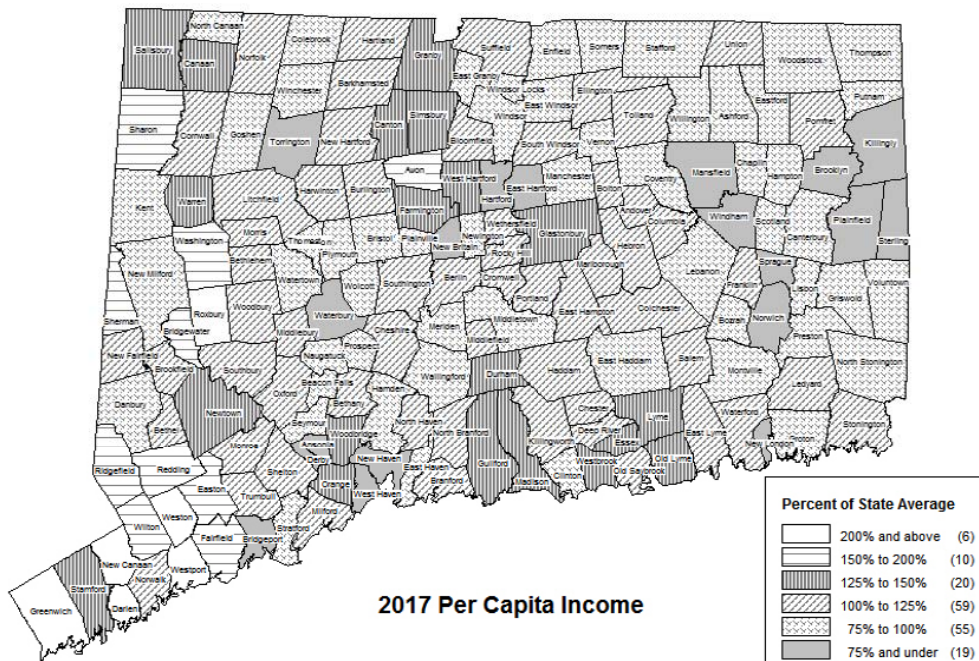 Salisbury
North Canaan
Canaan
Norfolk
Colebrook
Hartland
Granby
Suffield
Enfield
Somers
Stafford
Union
Woodstock
Thompson
Winchester
Barkhamsted
East Granby
Windsor Locks
East Windsor
Ellington
Eastford
Putnam
Sharon
Cornwall
Goshen
Torrington
New Hartford
Canton
Simsbury
Bloomfield
Windsor
South Windsor
Vernon
Tolland
Willington
Ashford
Pomfret
Killingly
Kent
Warren
Litchfield
Harwinton
Burlington
Avon
West Hartford
Hartford
East Hartford
Manchester
Bolton
Coventry
Mansfield
Chaplin
Hampton
Brooklyn
Washington
Morris
Thomaston
Plymouth
Bristol
Plainville
Farmington
New Britain
Newington
Wethersfield
Rocky Hill
Glastonbury
Andover
Columbia
Hebron
Windham
Scotland
Canterbury
Plainfield
Sterling
New Milford
Bethlehem
Watertown
Wolcott
Southington
Berlin
Cromwell
Portland
Marlborough
Lebanon
Franklin
Sprague
Lisbon
Griswold
Voluntown
Sherman
Roxbury
Bridgewater
Woodbury
Middlebury
Waterbury
Prospect
Cheshire
Meriden
Middletown
Middlefield
East Hampton
Colchester
Bozrah
Norwich
Preston
New Fairfield
Brookfield
Southbury
Naugatuck
Wallingford
Durham
Haddam
East Haddam
Salem
Montville
North Stonington
Danbury
Bethel
Newtown
Oxford
Beacon Falls
Bethany
Hamden
Ledyard
Seymour
Woodbridge
North Haven
North Branford
Killingworth
Chester
Deep River
Essex
Lyme
East Lyme
Waterford
New London
Groton
Stonington
Ridgefield
Redding
Monroe
Shelton
Ansonia
Derby
New Haven
East Haven
Branford
Guilford
Madison
Clinton
Westbrook
Old Saybrook
Old Lyme
Easton
Trumbull
Orange
West Haven
Milford
Wilton
Weston
Fairfield
Bridgeport
Stratford
New Canaan
Norwalk
Westport
Greenwich
Stamford
Darien
2017 Per Capita Income
Percent of State Average
200% and above (6)
150% to 200% (10)
125% to 150% (20)
100% to 125% (59)
75% to 100% (55)
75% and under (19)